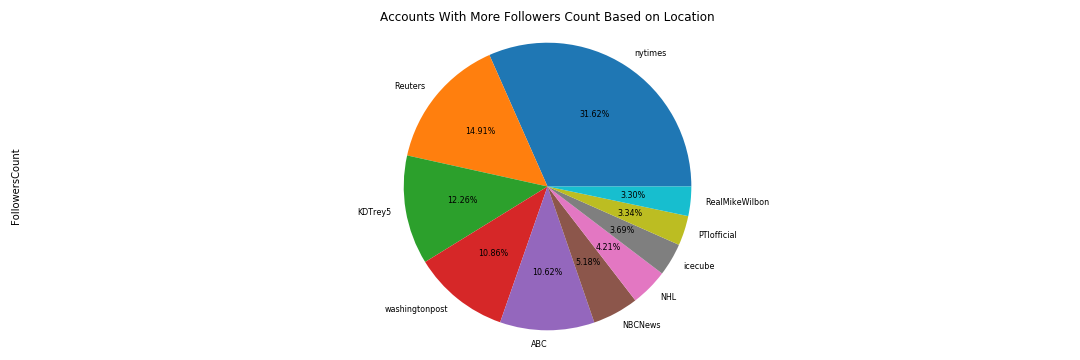 Accounts With More Followers Count Based on Location
nytimes
31.62%
Reuters
14.91%
KDTrey5
12.26%
washingtonpost
10.86%
ABC
10.62%
NBCNews
5.18%
NHL
4.21%
icecube
3.69%
PTIofficial
3.34%
RealMikeWilbon
3.30%
FollowersCount